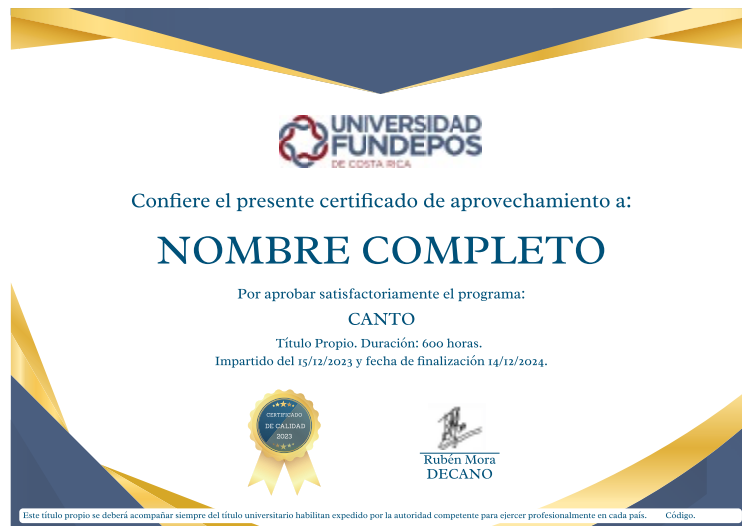 UNIVERSIDAD
FUNDEPOS
DE COSTA RICA
Confiere el presente certificado de aprovechamiento a:
NOMBRE COMPLETO
Por aprobar satisfactoriamente el programa:
CANTO
Título Propio. Duración: 600 horas.
Impartido del 15/12/2023 y fecha de finalización 14/12/2024.
CERTIFICADO
DE CALIDAD
2023
Rubén Mora
DECANO
Este título propio se deberá acompañar siempre del título universitario habilitan expedido por la autoridad competente para ejercer profesionalmente en cada país. Código.